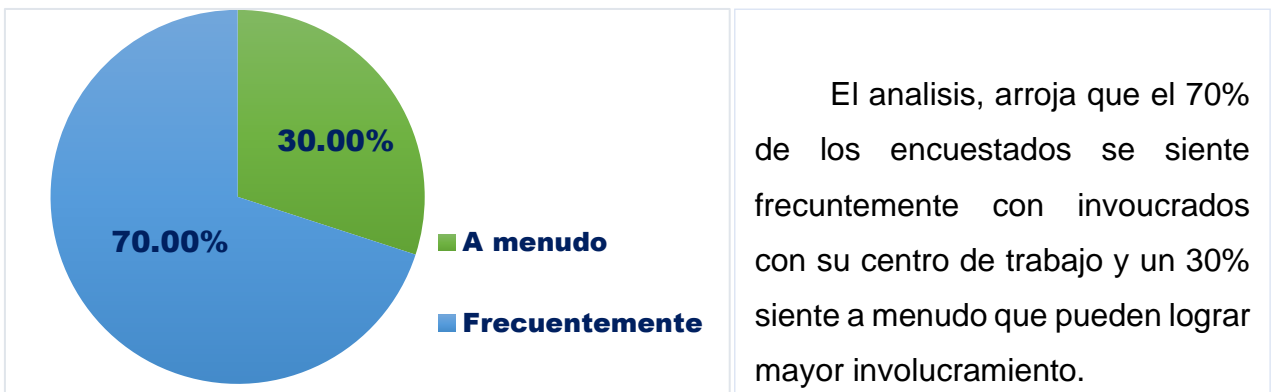 30.00%
70.00%
A menudo
Frecuentemente
El analisis, arroja que el 70%
de los encuestados se siente
frecuntemente con invoucrados
con su centro de trabajo y un 30%
siente a menudo que pueden lograr
mayor involucramiento.